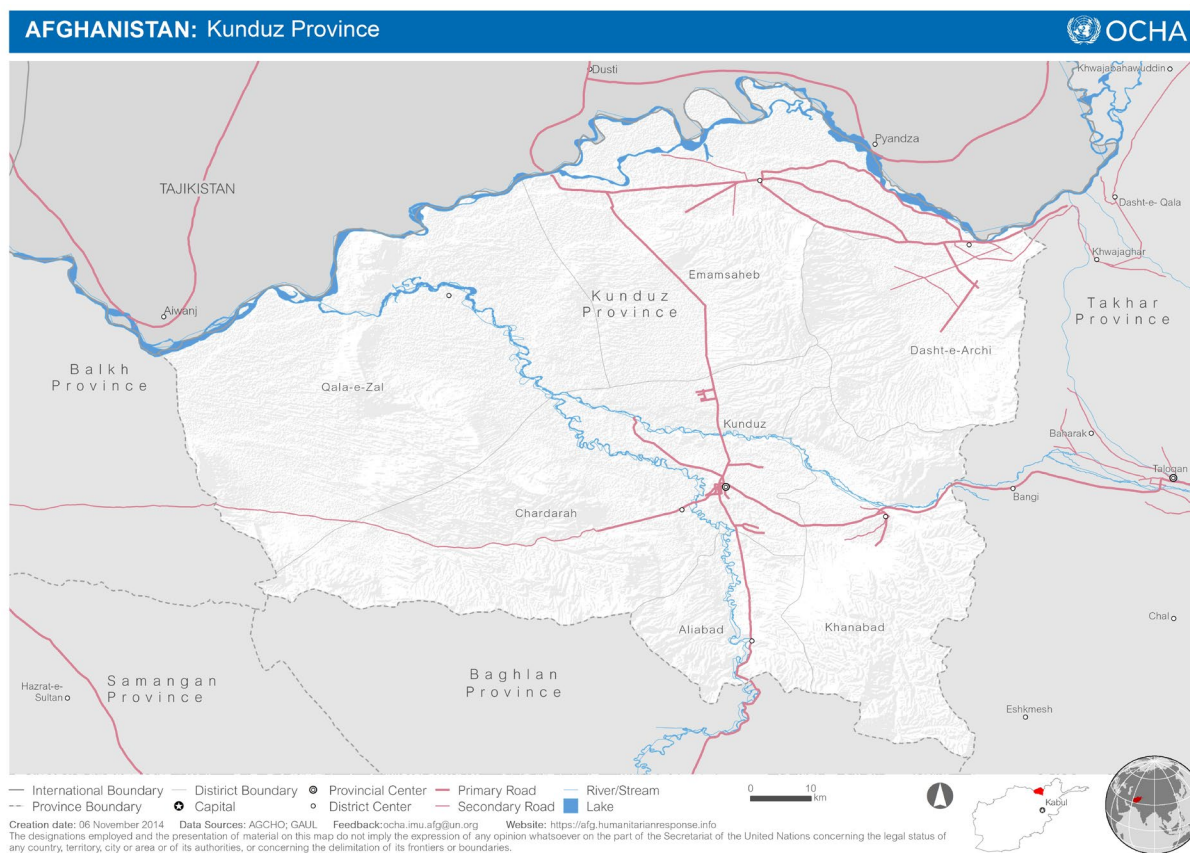 AFGHANISTAN: Kunduz Province
OCHA
Dusti
Khwajabahawuddin
Pyandza
TAJIKISTAN
Dasht-e- Qala
Khwajaghar
Emamsaheb
Kunduz
Province
Takhar
Province
Aiwanj
Balkh
Province
Dasht-e-Archi
Qala-e-Zal
Kunduz
Baharak
Taloqan
Bangi
Chardarah
Aliabad
Khanabad
Chal
Baghlan
Province
Samangan
Province
Hazrat-e-
Sultan
Eshkmesh
International Boundary
District Boundary
Provincial Center
Primary Road
River/Stream
Province Boundary
Capital
District Center
Secondary Road
Lake
0 10
km
Kabul
Creation date: 06 November 2014 Data Sources: AGCHO; GAUL Feedback:ocha.imu.afg@un.org Website: https://afg.humanitarianresponse.info
The designations employed and the presentation of material on this map do not imply the expression of any opinion whatsoever on the part of the Secretariat of the United Nations concerning the legal status of
any country, territory, city or area or of its authorities, or concerning the delimitation of its frontiers or boundaries.